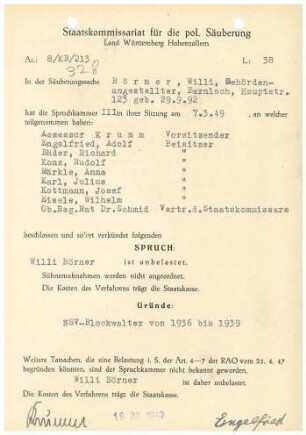 Staatskommissariat für die pol. Säuberung
Land Württemberg Hohenzollern
Az.: 8/KB/213 L: 38
328
In der Säuberungssache Börner, Willi, Behörden-
angestellter, Bernloch, Hauptstr.
123 geb. 29.9.92
hat die Spruchkammer III in ihrer Sitzung am 7.3.49 , an welcher
teilgenommen haben:
Assessor Krumm Vorsitzender
Engelfried, Adolf Beisitzer
Bäder, Richard "
Konz, Rudolf "
Märkle, Anna "
Karl, Julius "
Kottmann, Josef "
Eisele, Wilhelm "
Ob.Reg.Rat Dr.Schmid Vertr.d.Staatskommissars
beschlossen und sofort verkündet folgenden
SPRUCH:
Willi Börner ist unbelastet.
Sühnemaßnahmen werden nicht angeordnet.
Die Kosten des Verfahrens trägt die Staatskasse.
Gründe:
NSV-Blockwalter von 1936 bis 1939
Weitere Tatsachen, die eine Belastung i. S. der Art. 4—7 der RAO vom 25. 4. 47
begründen könnten, sind der Spruchkammer nicht bekannt geworden.
Willi Börner ist daher unbelastet.
Die Kosten des Verfahrens trägt die Staatskasse.
Engelfried